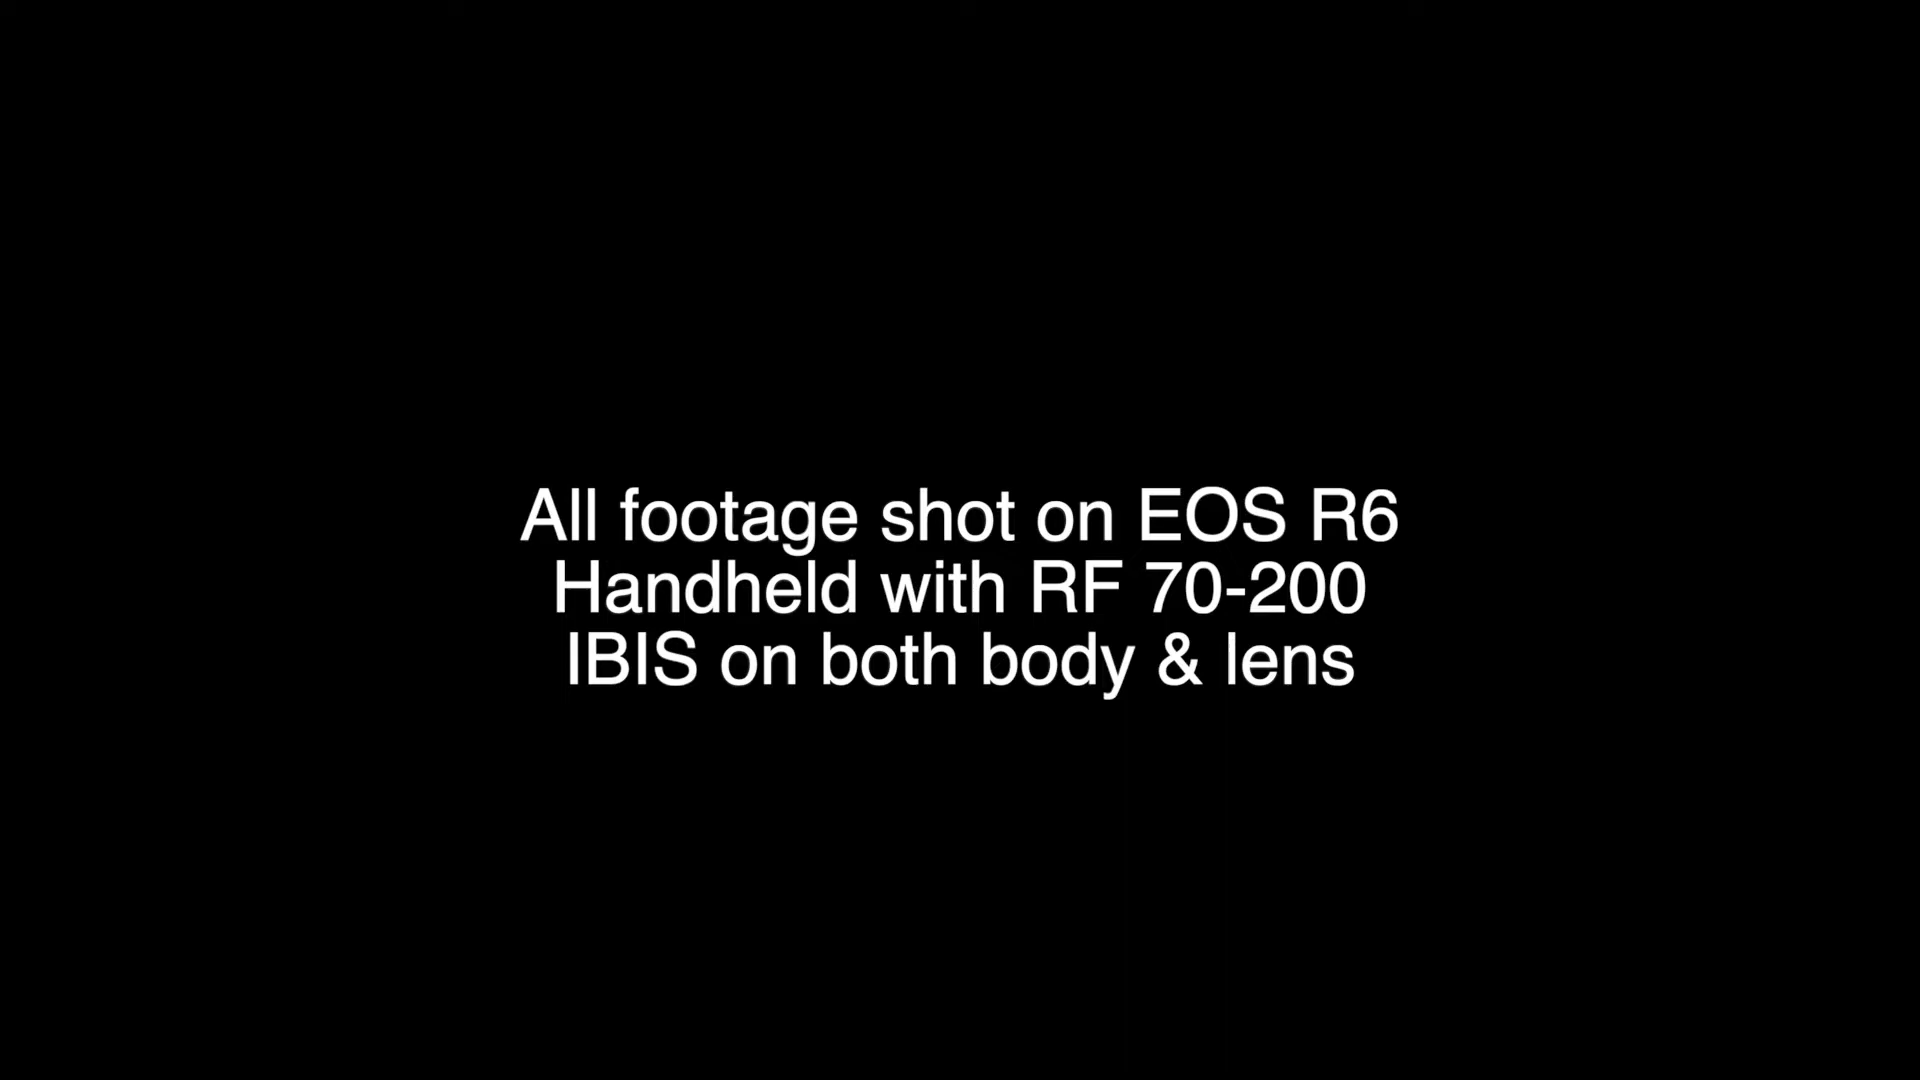 All footage shot on EOS R6
Handheld with RF 70-200
IBIS on both body & lens